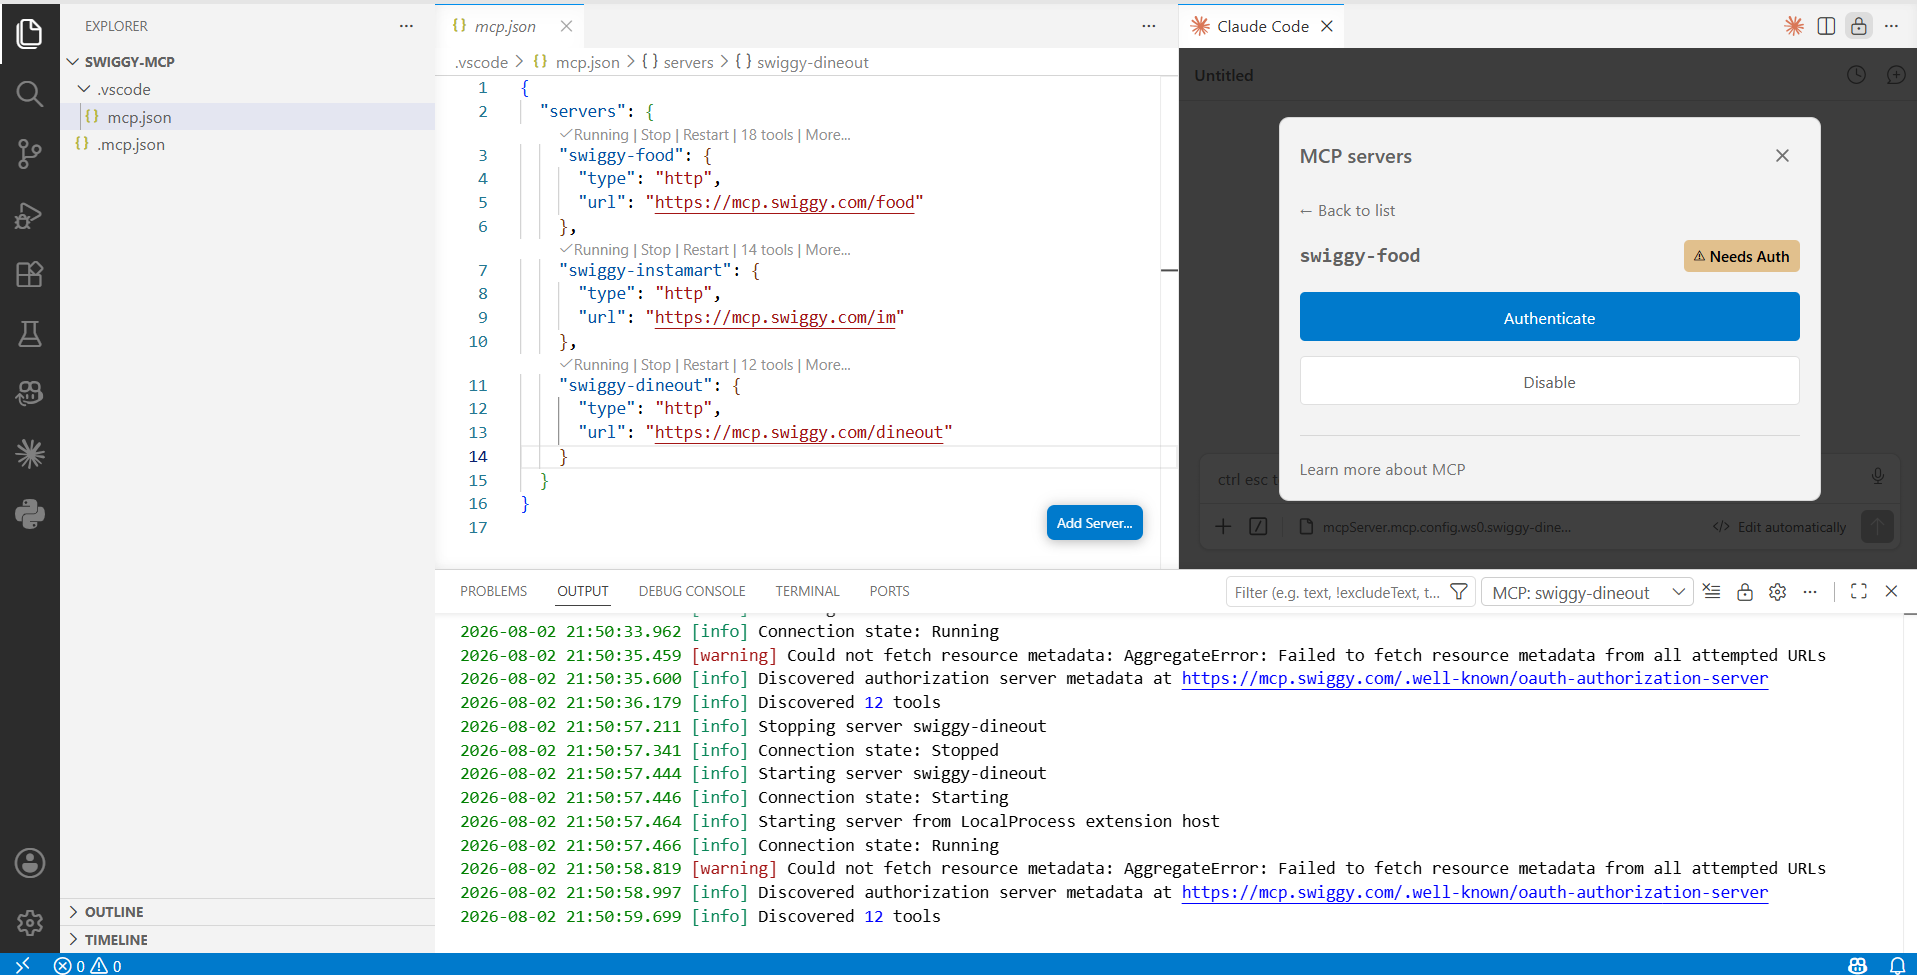 EXPLORER
SWIGGY-MCP
.vscode
{} mcp.json
{} .mcp.json
OUTLINE
TIMELINE
{} mcp.json
.vscode > {} mcp.json > {} servers > {} swiggy-dineout
1 {
2 "servers": {
✓Running | Stop | Restart | 18 tools | More...
3 "swiggy-food": {
4 "type": "http",
5 "url": "https://mcp.swiggy.com/food"
6 },
✓Running | Stop | Restart | 14 tools | More...
7 "swiggy-instamart": {
8 "type": "http",
9 "url": "https://mcp.swiggy.com/im"
10 },
✓Running | Stop | Restart | 12 tools | More...
11 "swiggy-dineout": {
12 "type": "http",
13 "url": "https://mcp.swiggy.com/dineout"
14 }
15 }
16 }
17
Add Server...
Claude Code
Untitled
MCP servers
← Back to list
swiggy-food
⚠ Needs Auth
Authenticate
Disable
Learn more about MCP
ctrl esc
mcpServer.mcp.config.ws0.swiggy-dine...
</> Edit automatically
PROBLEMS OUTPUT DEBUG CONSOLE TERMINAL PORTS
Filter (e.g. text, !excludeText, t...
MCP: swiggy-dineout
2026-08-02 21:50:33.962 [info] Connection state: Running
2026-08-02 21:50:35.459 [warning] Could not fetch resource metadata: AggregateError: Failed to fetch resource metadata from all attempted URLs
2026-08-02 21:50:35.600 [info] Discovered authorization server metadata at https://mcp.swiggy.com/.well-known/oauth-authorization-server
2026-08-02 21:50:36.179 [info] Discovered 12 tools
2026-08-02 21:50:57.211 [info] Stopping server swiggy-dineout
2026-08-02 21:50:57.341 [info] Connection state: Stopped
2026-08-02 21:50:57.444 [info] Starting server swiggy-dineout
2026-08-02 21:50:57.446 [info] Connection state: Starting
2026-08-02 21:50:57.464 [info] Starting server from LocalProcess extension host
2026-08-02 21:50:57.466 [info] Connection state: Running
2026-08-02 21:50:58.819 [warning] Could not fetch resource metadata: AggregateError: Failed to fetch resource metadata from all attempted URLs
2026-08-02 21:50:58.997 [info] Discovered authorization server metadata at https://mcp.swiggy.com/.well-known/oauth-authorization-server
2026-08-02 21:50:59.699 [info] Discovered 12 tools
0 0